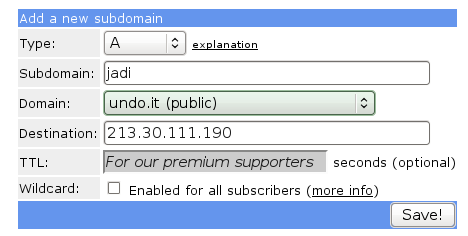 Add a new subdomain
Type: A explanation
Subdomain: jadi
Domain: undo.it (public)
Destination: 213.30.111.190
TTL: For our premium supporters seconds (optional)
Wildcard: Enabled for all subscribers (more info)
Save!